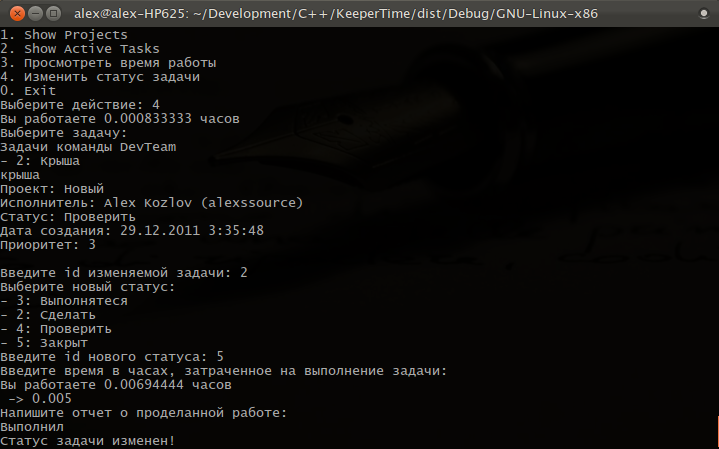 alex@alex-HP625: ~/Development/C++/KeeperTime/dist/Debug/GNU-Linux-x86
1. Show Projects
2. Show Active Tasks
3. Просмотреть время работы
4. Изменить статус задачи
0. Exit
Выберите действие: 4
Вы работаете 0.000833333 часов
Выберите задачу:
Задачи команды DevTeam
- 2: Крыша
крыша
Проект: Новый
Исполнитель: Alex Kozlov (alexssource)
Статус: Проверить
Дата создания: 29.12.2011 3:35:48
Приоритет: 3
Введите id изменяемой задачи: 2
Выберите новый статус:
- 3: Выполнятеся
- 2: Сделать
- 4: Проверить
- 5: Закрыт
Введите id нового статуса: 5
Введите время в часах, затраченное на выполнение задачи:
Вы работаете 0.00694444 часов
-> 0.005
Напишите отчет о проделанной работе:
Выполнил
Статус задачи изменен!